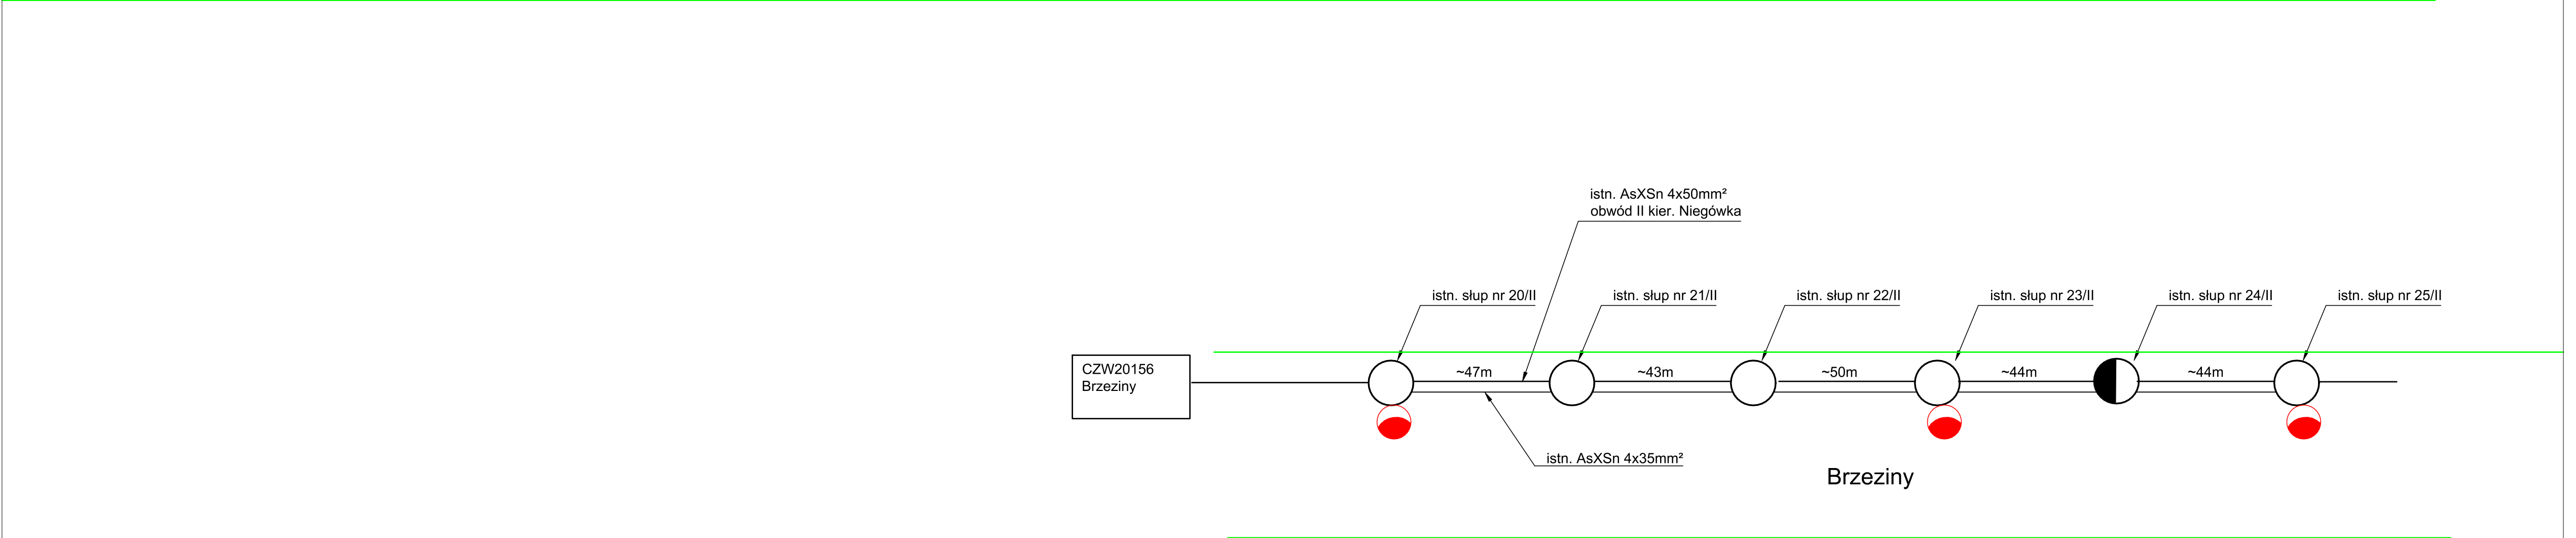 istn. AsXSn 4x50mm²
obwód II kier. Niegówka
istn. słup nr 20/II
istn. słup nr 21/II
istn. słup nr 22/II
istn. słup nr 23/II
istn. słup nr 24/II
istn. słup nr 25/II
CZW20156
Brzeziny
~47m
~43m
~50m
~44m
~44m
istn. AsXSn 4x35mm²
Brzeziny